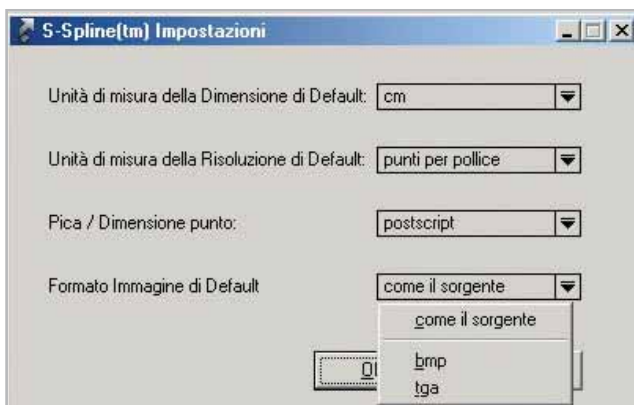 S-Spline(tm) Impostazioni
Unità di misura della Dimensione di Default: cm
Unità di misura della Risoluzione di Default: punti per pollice
Pica / Dimensione punto: postscript
Formato Immagine di Default come il sorgente
come il sorgente
bmp
tga